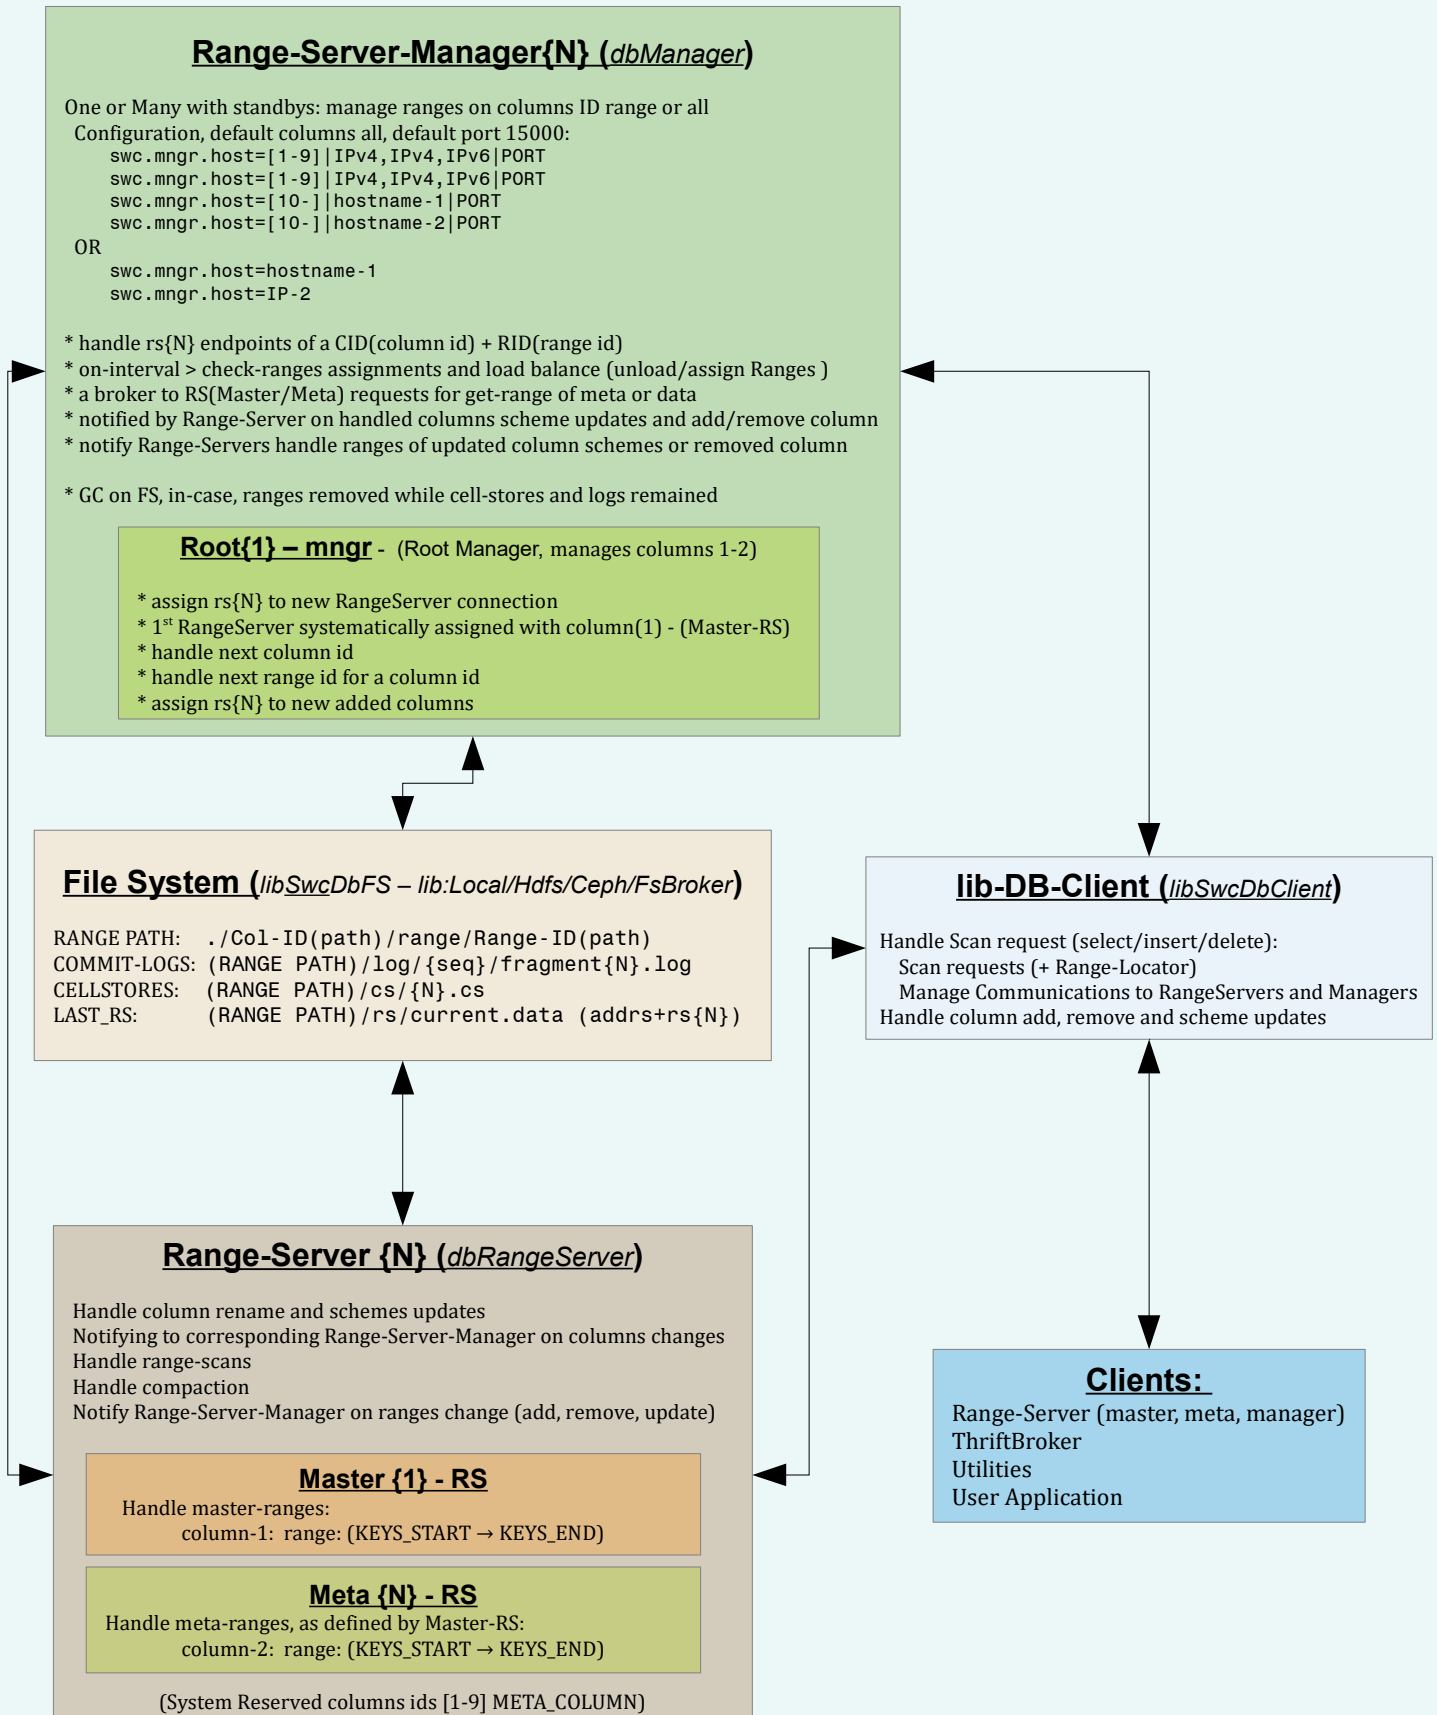 Range-Server-Manager{N} (dbManager)
One or Many with standbys: manage ranges on columns ID range or all
Configuration, default columns all, default port 15000:
swc.mngr.host=[1-9]|IPv4,IPv4,IPv6|PORT
swc.mngr.host=[1-9]|IPv4,IPv4,IPv6|PORT
swc.mngr.host=[10-]|hostname-1|PORT
swc.mngr.host=[10-]|hostname-2|PORT
OR
swc.mngr.host=hostname-1
swc.mngr.host=IP-2
* handle rs{N} endpoints of a CID(column id) + RID(range id)
* on-interval > check-ranges assignments and load balance (unload/assign Ranges )
* a broker to RS(Master/Meta) requests for get-range of meta or data
* notified by Range-Server on handled columns scheme updates and add/remove column
* notify Range-Servers handle ranges of updated column schemes or removed column
* GC on FS, in-case, ranges removed while cell-stores and logs remained
Root{1} – mngr - (Root Manager, manages columns 1-2)
* assign rs{N} to new RangeServer connection
* 1st RangeServer systematically assigned with column(1) - (Master-RS)
* handle next column id
* handle next range id for a column id
* assign rs{N} to new added columns
File System (libSwcDbFS – lib:Local/Hdfs/Ceph/FsBroker)
RANGE PATH: ./Col-ID(path)/range/Range-ID(path)
COMMIT-LOGS: (RANGE PATH)/log/{seq}/fragment{N}.log
CELLSTORES: (RANGE PATH)/cs/{N}.cs
LAST_RS: (RANGE PATH)/rs/current.data (addrs+rs{N})
lib-DB-Client (libSwcDbClient)
Handle Scan request (select/insert/delete):
Scan requests (+ Range-Locator)
Manage Communications to RangeServers and Managers
Handle column add, remove and scheme updates
Range-Server {N} (dbRangeServer)
Handle column rename and schemes updates
Notifying to corresponding Range-Server-Manager on columns changes
Handle range-scans
Handle compaction
Notify Range-Server-Manager on ranges change (add, remove, update)
Master {1} - RS
Handle master-ranges:
column-1: range: (KEYS_START → KEYS_END)
Meta {N} - RS
Handle meta-ranges, as defined by Master-RS:
column-2: range: (KEYS_START → KEYS_END)
(System Reserved columns ids [1-9] META_COLUMN)
Clients:
Range-Server (master, meta, manager)
ThriftBroker
Utilities
User Application